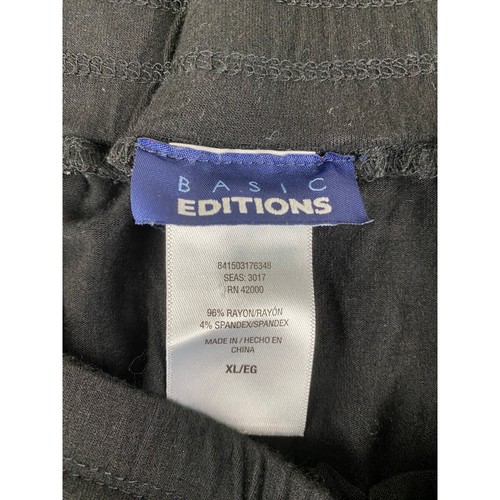 BASIC
EDITIONS
841503176348
SEAS: 3017
RN 42000
96% RAYON/RAYÓN
4% SPANDEX/SPANDEX
MADE IN / HECHO EN
CHINA
XL/EG